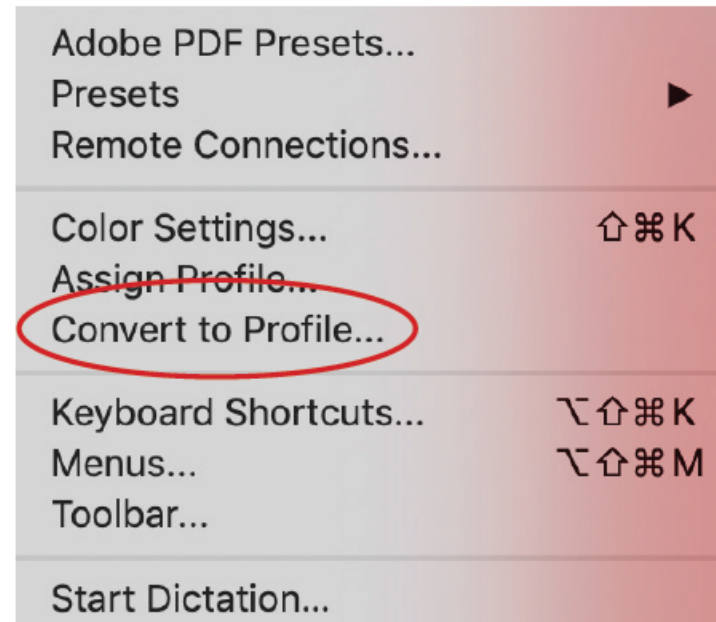 Adobe PDF Presets...
Presets ▶
Remote Connections...
Color Settings... ⇧⌘K
Assign Profile...
Convert to Profile...
Keyboard Shortcuts... ⌥⇧⌘K
Menus... ⌥⇧⌘M
Toolbar...
Start Dictation...